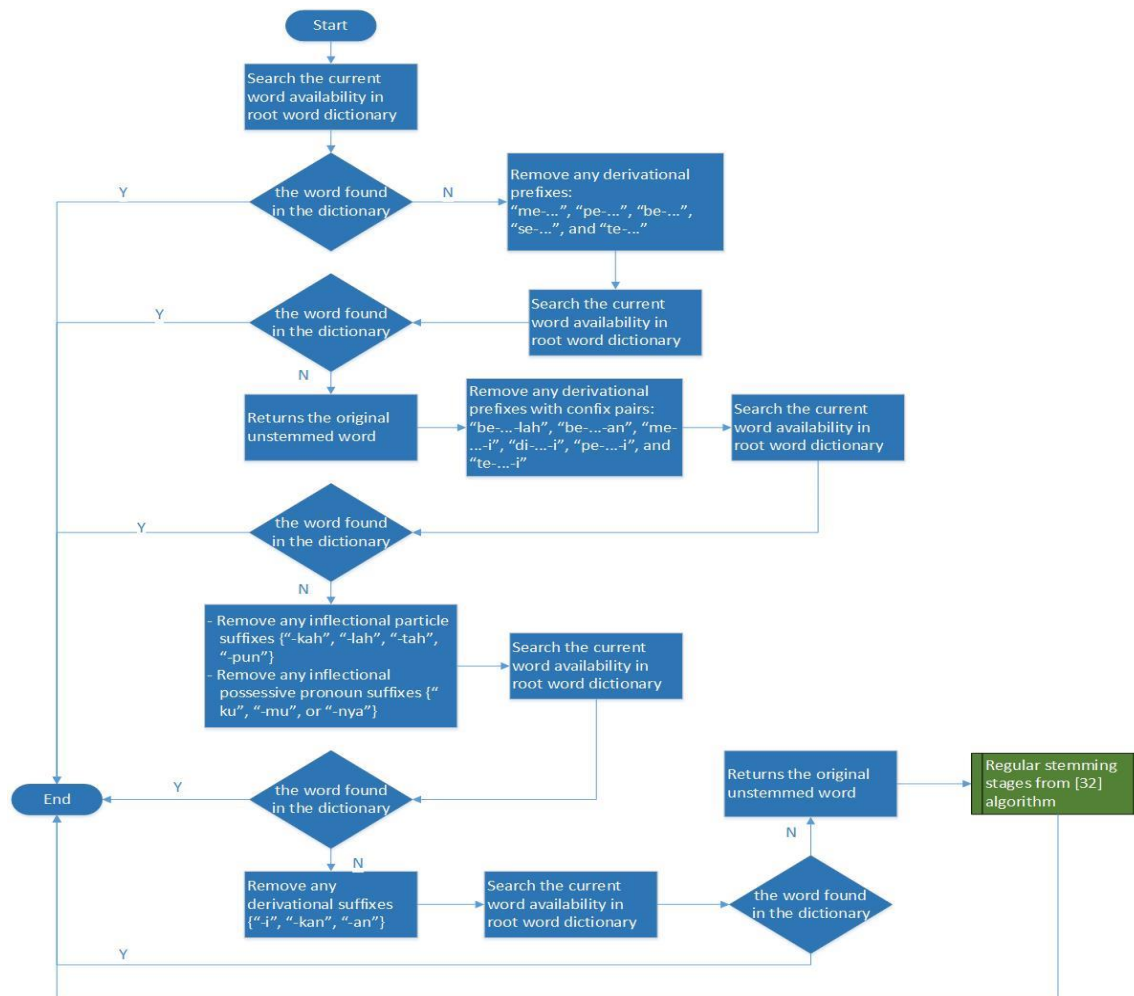 Start
Search the current
word availability in
root word dictionary
the word found
in the dictionary
Y
N
Remove any derivational
prefixes:
“me-...”, “pe-...”, “be-...”,
“se-...”, and “te-...”
Search the current
word availability in
root word dictionary
the word found
in the dictionary
Y
N
Returns the original
unstemmed word
Remove any derivational
prefixes with confix pairs:
“be-...-lah”, “be-...-an”, “me-
...-i”, “di-...-i”, “pe-...-i”, and
“te-...-i”
Search the current
word availability in
root word dictionary
the word found
in the dictionary
Y
N
- Remove any inflectional particle
suffixes {“-kah”, “-lah”, “-tah”,
“-pun”}
- Remove any inflectional
possessive pronoun suffixes {“
ku”, “-mu”, or “-nya”}
Search the current
word availability in
root word dictionary
the word found
in the dictionary
Y
End
N
Remove any
derivational suffixes
{“-i”, “-kan”, “-an”}
Search the current
word availability in
root word dictionary
the word found
in the dictionary
Y
N
Returns the original
unstemmed word
Regular stemming
stages from [32]
algorithm